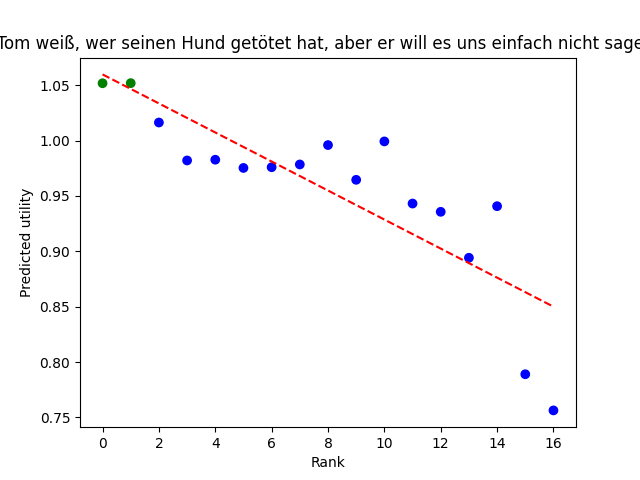 Tom weiß, wer seinen Hund getötet hat, aber er will es uns einfach nicht sage
Predicted utility
1.05
1.00
0.95
0.90
0.85
0.80
0.75
0 2 4 6 8 10 12 14 16
Rank